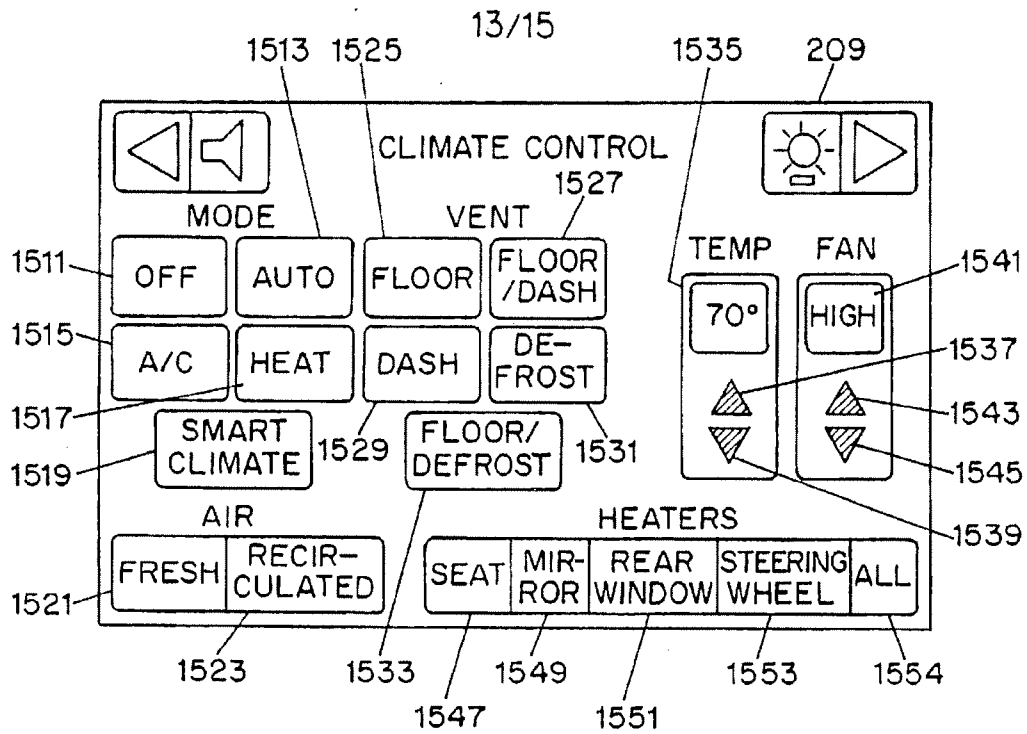 13/15
1513 1525 1535 209
CLIMATE CONTROL
1527
MODE VENT
TEMP FAN
1511 OFF AUTO FLOOR FLOOR
/DASH
70° HIGH 1541
1515 A/C HEAT DASH DE-
FROST
1537
1517 1543
1519 SMART
CLIMATE
1529 FLOOR/
DEFROST
1531 1545
1539
AIR HEATERS
1521 FRESH RECIR-
CULATED
SEAT MIR-
ROR
REAR
WINDOW
STEERING
WHEEL
ALL
1523 1533 1549 1553 1554
1547 1551